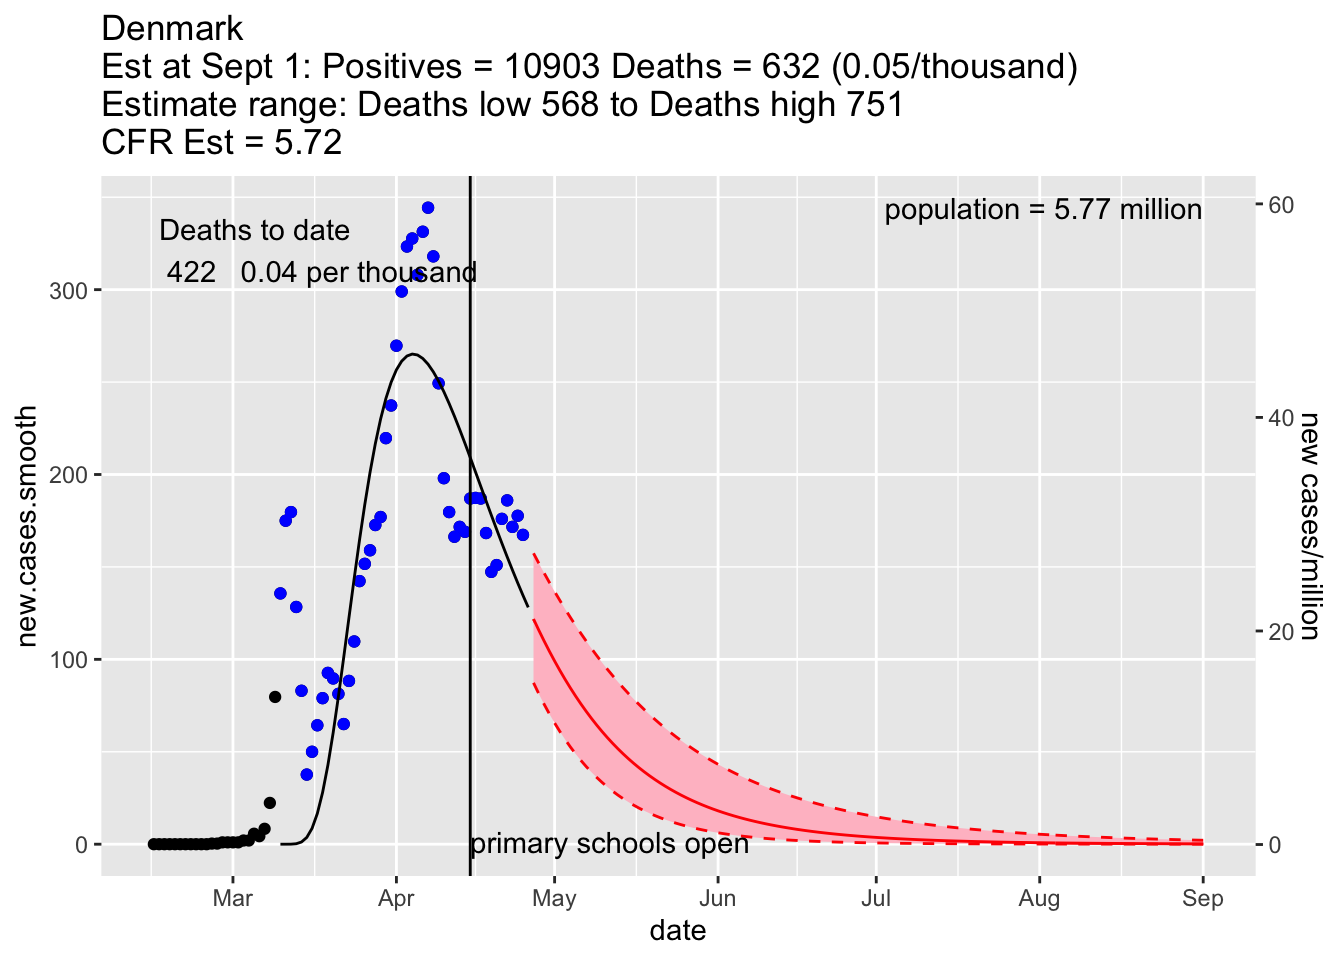 Denmark
Est at Sept 1: Positives = 10903 Deaths = 632 (0.05/thousand)
Estimate range: Deaths low 568 to Deaths high 751
CFR Est = 5.72
Deaths to date
422 0.04 per thousand
population = 5.77 million
primary schools open
new.cases.smooth
300
200
100
0
new cases/million
60
40
20
0
Mar Apr May Jun Jul Aug Sep
date